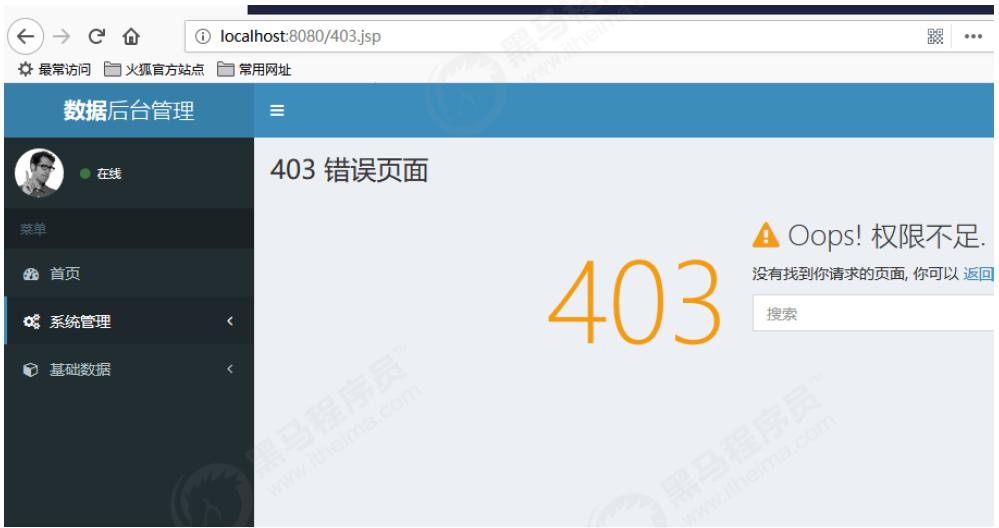 localhost:8080/403.jsp
最常访问 火狐官方站点 常用网址
数据后台管理
在线
403 错误页面
菜单
首页
系统管理
基础数据
403
Oops! 权限不足.
没有找到你请求的页面, 你可以 返回
搜索
黑马程序员
www.itheima.com
黑马程序员
www.itheima.com
黑马程序员
www.itheima.com